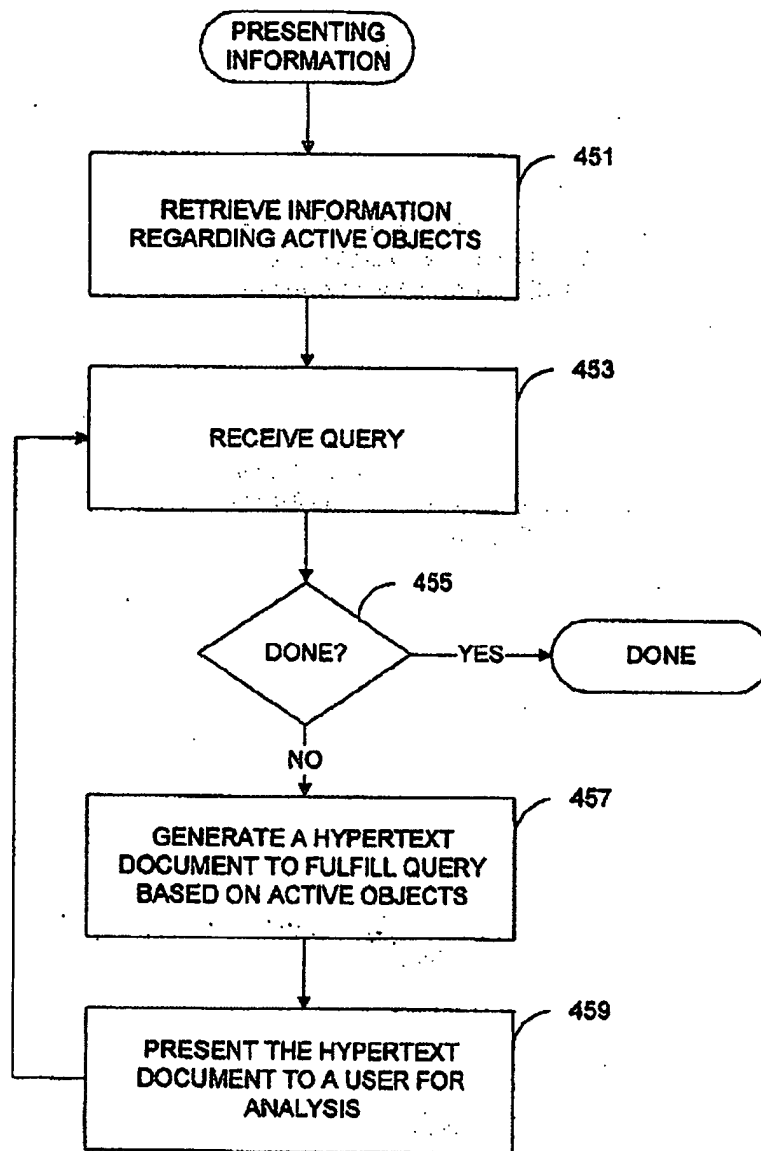 PRESENTING
INFORMATION
451
RETRIEVE INFORMATION
REGARDING ACTIVE OBJECTS
453
RECEIVE QUERY
455
DONE?
YES
DONE
NO
457
GENERATE A HYPERTEXT
DOCUMENT TO FULFILL QUERY
BASED ON ACTIVE OBJECTS
459
PRESENT THE HYPERTEXT
DOCUMENT TO A USER FOR
ANALYSIS